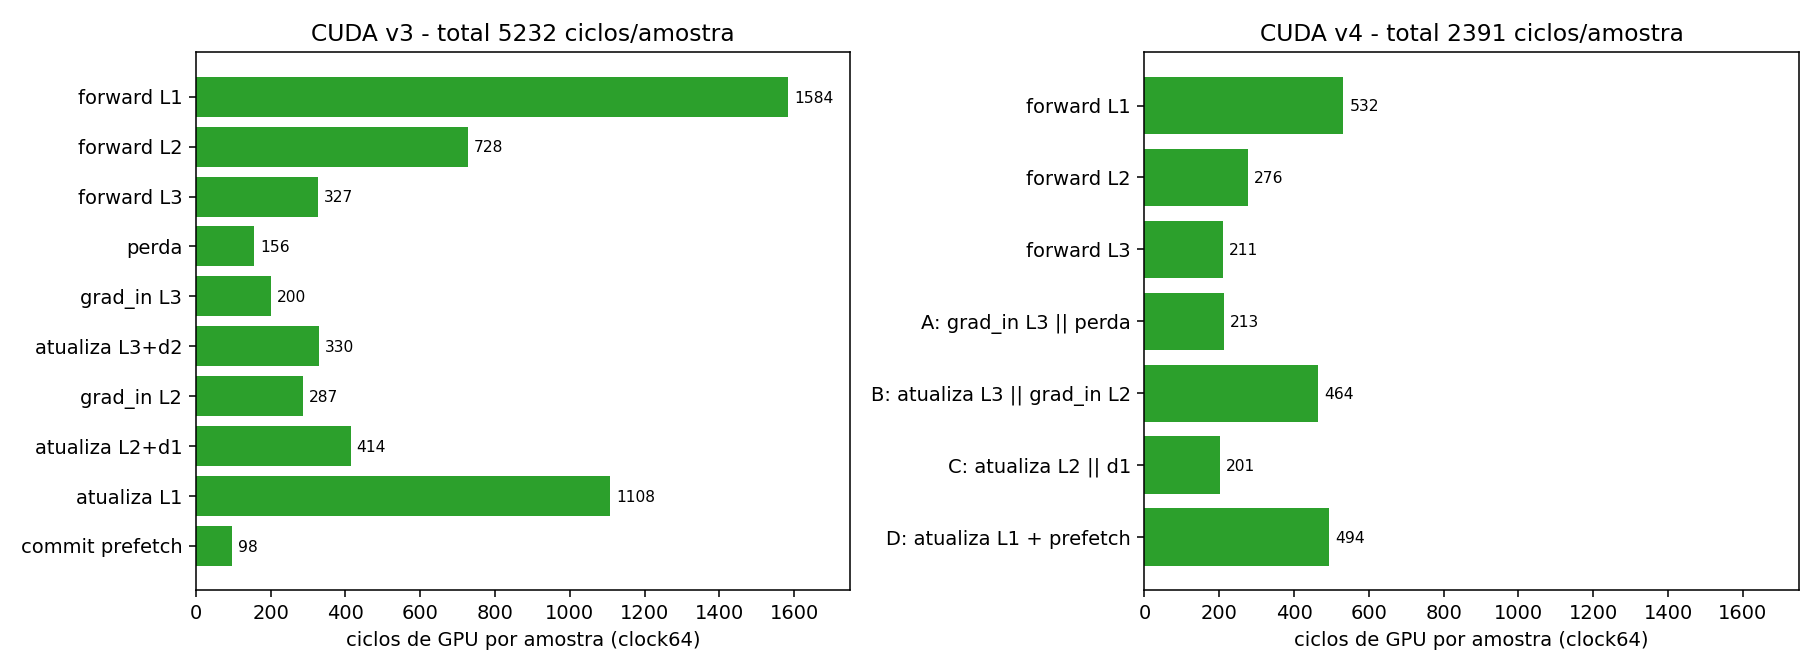 CUDA v3 - total 5232 ciclos/amostra
forward L1 1584
forward L2 728
forward L3 327
perda 156
grad_in L3 200
atualiza L3+d2 330
grad_in L2 287
atualiza L2+d1 414
atualiza L1 1108
commit prefetch 98
0 200 400 600 800 1000 1200 1400 1600
ciclos de GPU por amostra (clock64)
CUDA v4 - total 2391 ciclos/amostra
forward L1 532
forward L2 276
forward L3 211
A: grad_in L3 || perda 213
B: atualiza L3 || grad_in L2 464
C: atualiza L2 || d1 201
D: atualiza L1 + prefetch 494
0 200 400 600 800 1000 1200 1400 1600
ciclos de GPU por amostra (clock64)